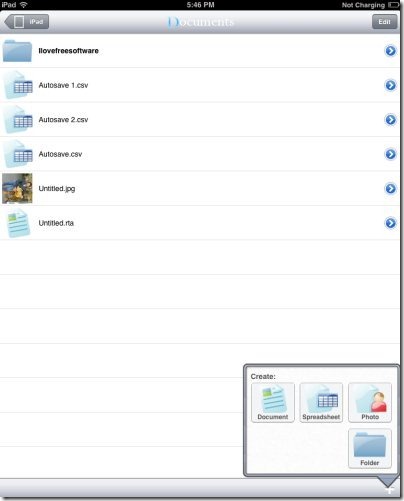 iPad 5:46 PM Not Charging
iPad Documents Edit
Ilovefreesoftware
Autosave 1.csv
Autosave 2.csv
Autosave.csv
Untitled.jpg
Untitled.rta
Create:
Document Spreadsheet Photo
Folder